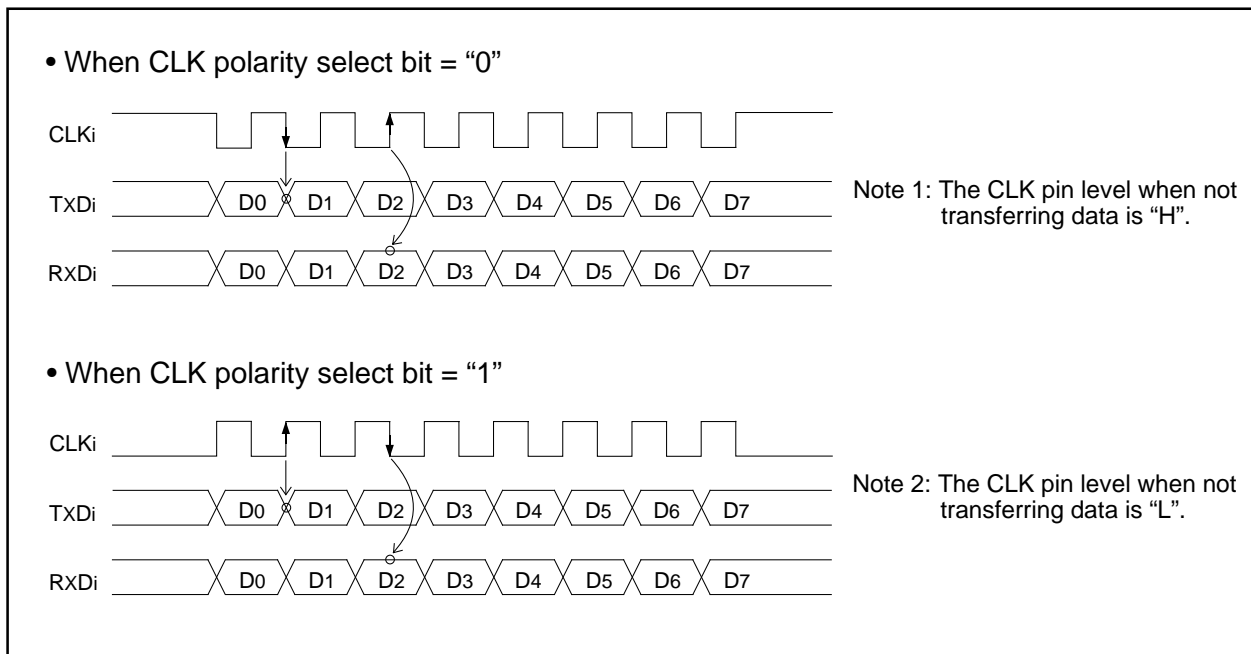 • When CLK polarity select bit = “0”
CLKi
TXDi D0 D1 D2 D3 D4 D5 D6 D7
RXDi D0 D1 D2 D3 D4 D5 D6 D7
Note 1: The CLK pin level when not
transferring data is “H”.
• When CLK polarity select bit = “1”
CLKi
TXDi D0 D1 D2 D3 D4 D5 D6 D7
RXDi D0 D1 D2 D3 D4 D5 D6 D7
Note 2: The CLK pin level when not
transferring data is “L”.